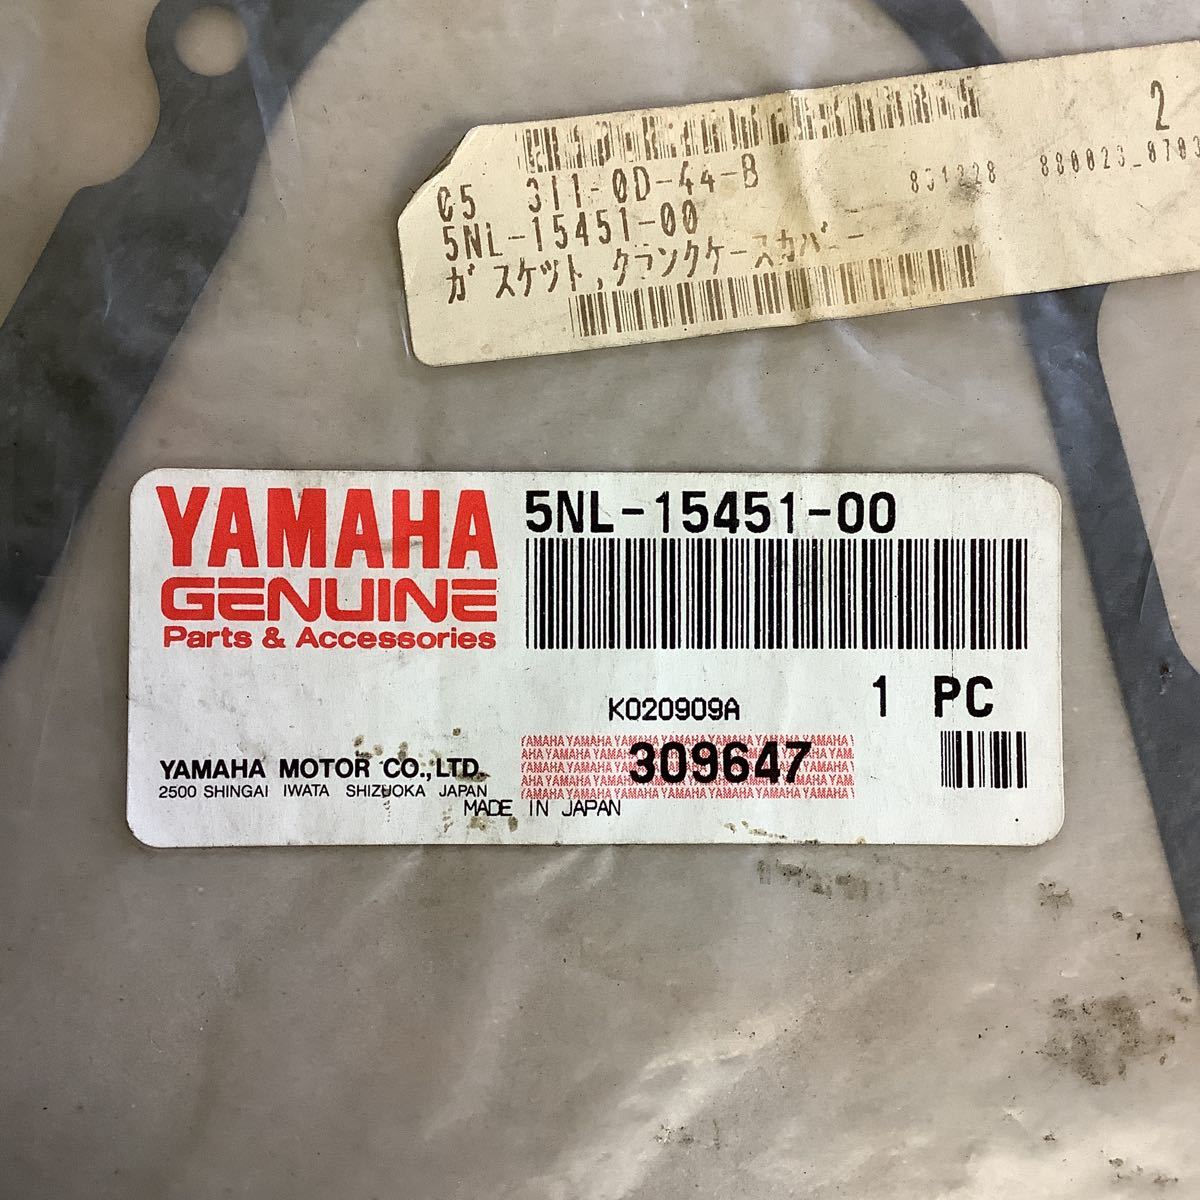 2
C5 311-0D-44-B
5NL-15451-00
ガスケット,クランクケースカバー
YAMAHA
GENUINE
Parts & Accessories
5NL-15451-00
K020909A
1 PC
309647
YAMAHA MOTOR CO.,LTD.
2500 SHINGAI IWATA SHIZUOKA JAPAN
MADE IN JAPAN